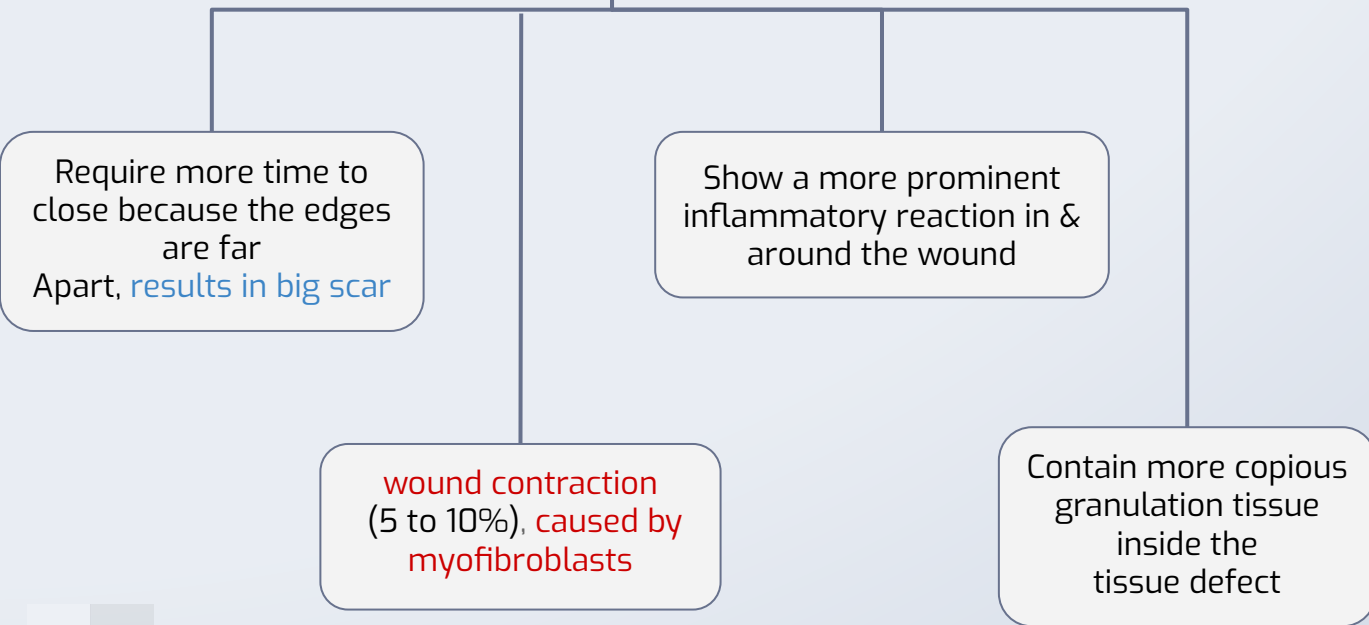 Require more time to
close because the edges
are far
Apart, results in big scar
Show a more prominent
inflammatory reaction in &
around the wound
wound contraction
(5 to 10%), caused by
myofibroblasts
Contain more copious
granulation tissue
inside the
tissue defect